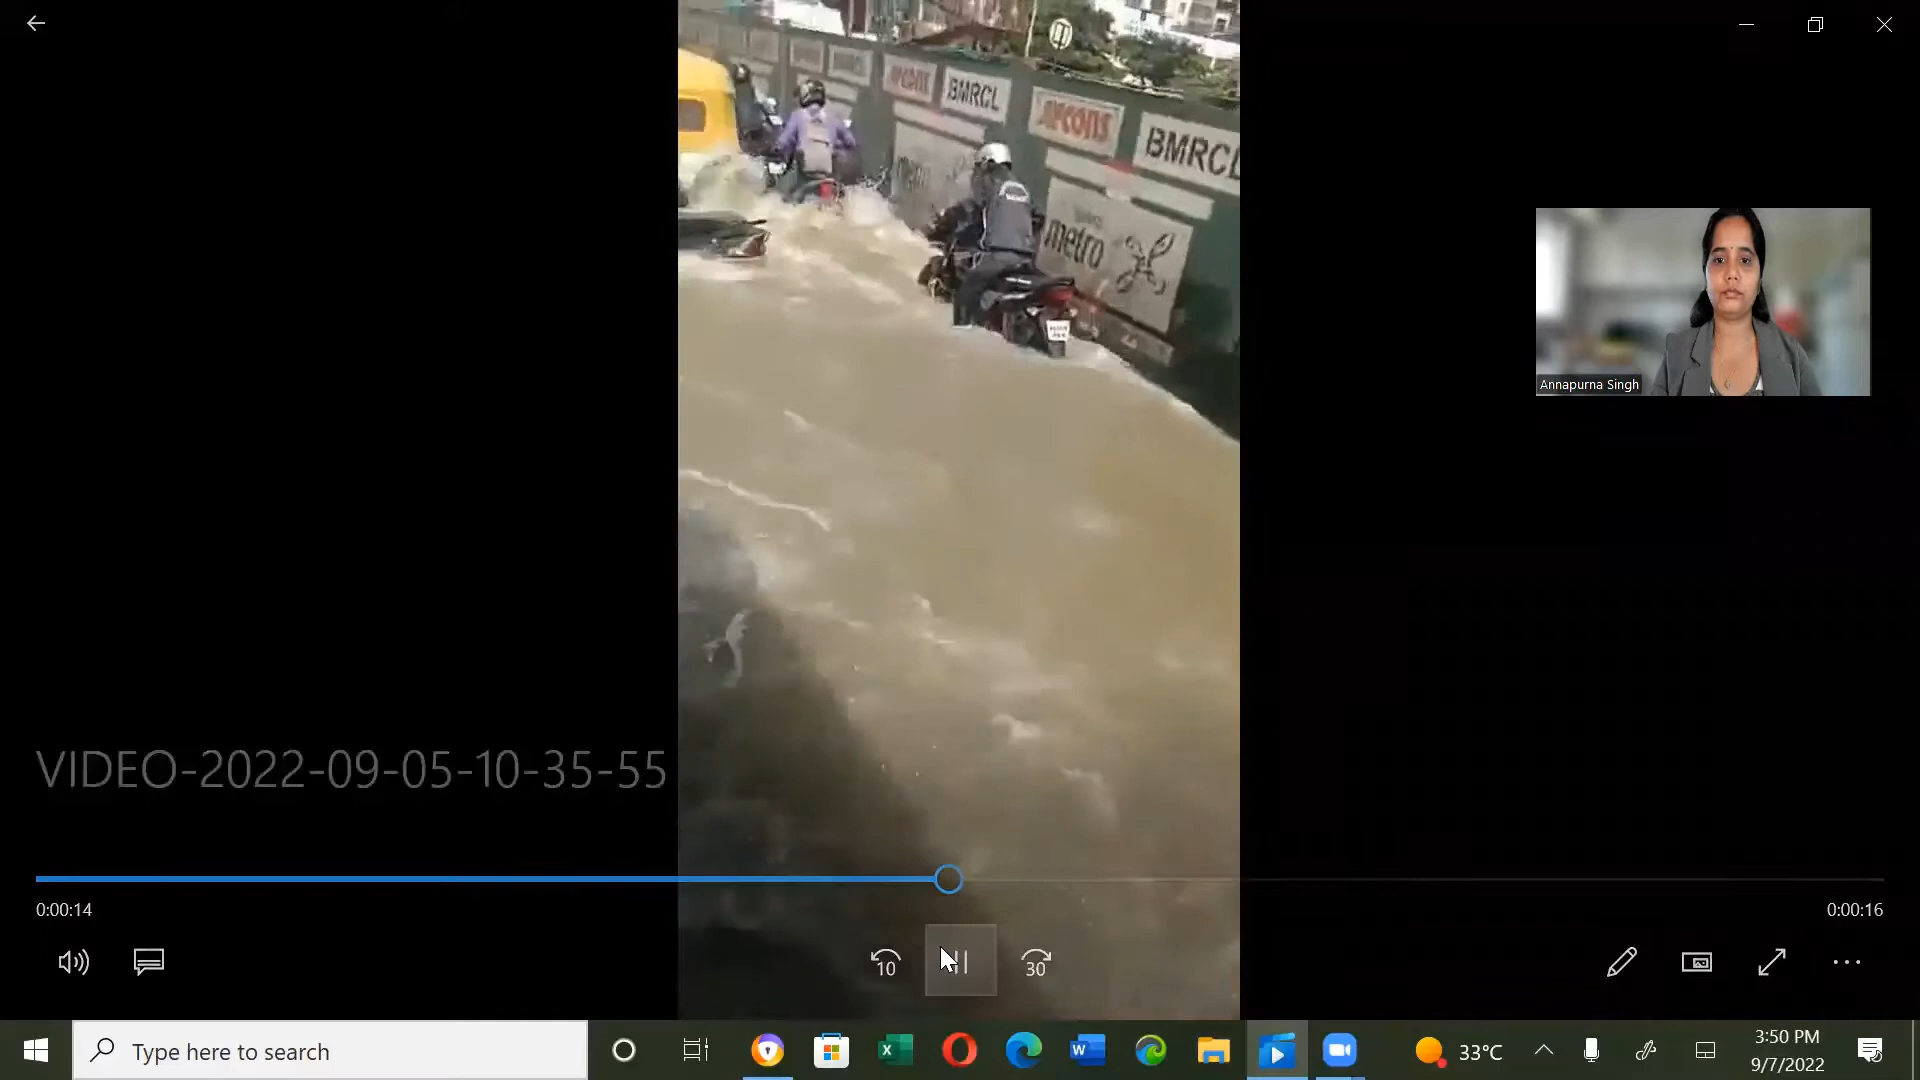 AFCONS
BMRCL
AFCONS
BMRCL
metro
Annapurna Singh
VIDEO-2022-09-05-10-35-55
0:00:14
0:00:16
10
30
Type here to search
33°C
3:50 PM
9/7/2022